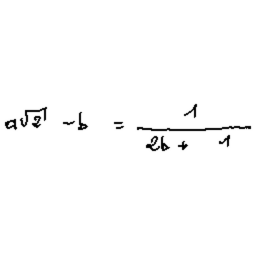 a√2 - b = 1/(2b + 1)